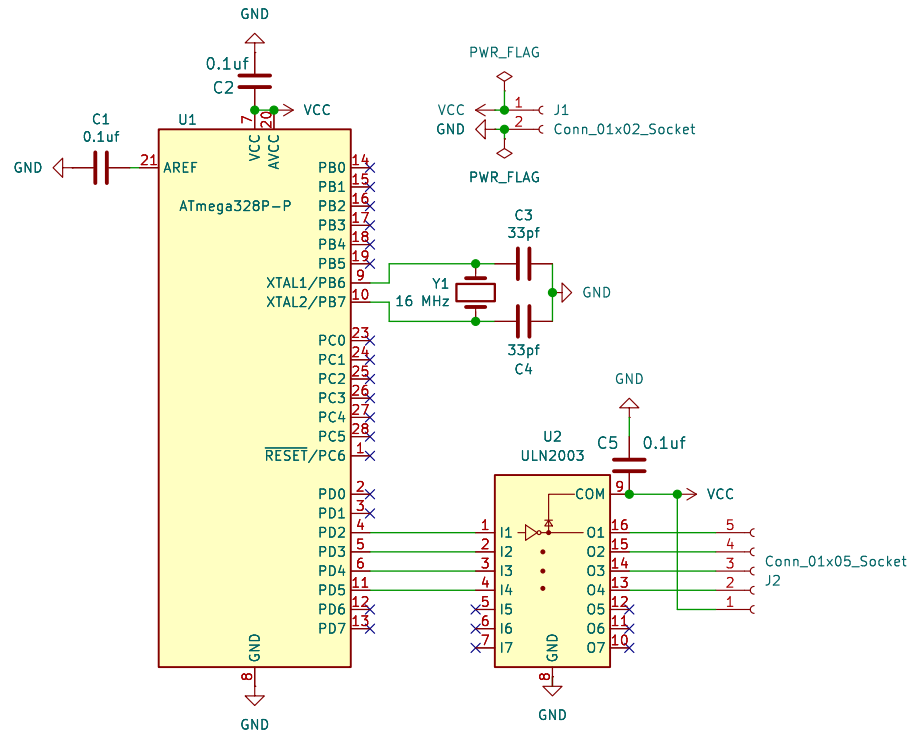 GND
0.1uf
C2
VCC
7
20
C1
0.1uf
GND
21
U1
AREF
VCC
AVCC
ATmega328P-P
PB0 14
PB1 15
PB2 16
PB3 17
PB4 18
PB5 19
XTAL1/PB6 9
XTAL2/PB7 10
PC0 23
PC1 24
PC2 25
PC3 26
PC4 27
PC5 28
RESET/PC6 1
PD0 2
PD1 3
PD2 4
PD3 5
PD4 6
PD5 11
PD6 12
PD7 13
GND
8
GND
PWR_FLAG
VCC 1 J1
GND 2 Conn_01x02_Socket
PWR_FLAG
C3
33pf
Y1
16 MHz
GND
33pf
C4
GND
C5 0.1uf
U2
ULN2003
COM 9 VCC
1 I1 O1 16 5
2 I2 O2 15 4
3 I3 O3 14 3
4 I4 O4 13 2
5 I5 O5 12 1
6 I6 O6 11
7 I7 O7 10
Conn_01x05_Socket
J2
GND
8
GND